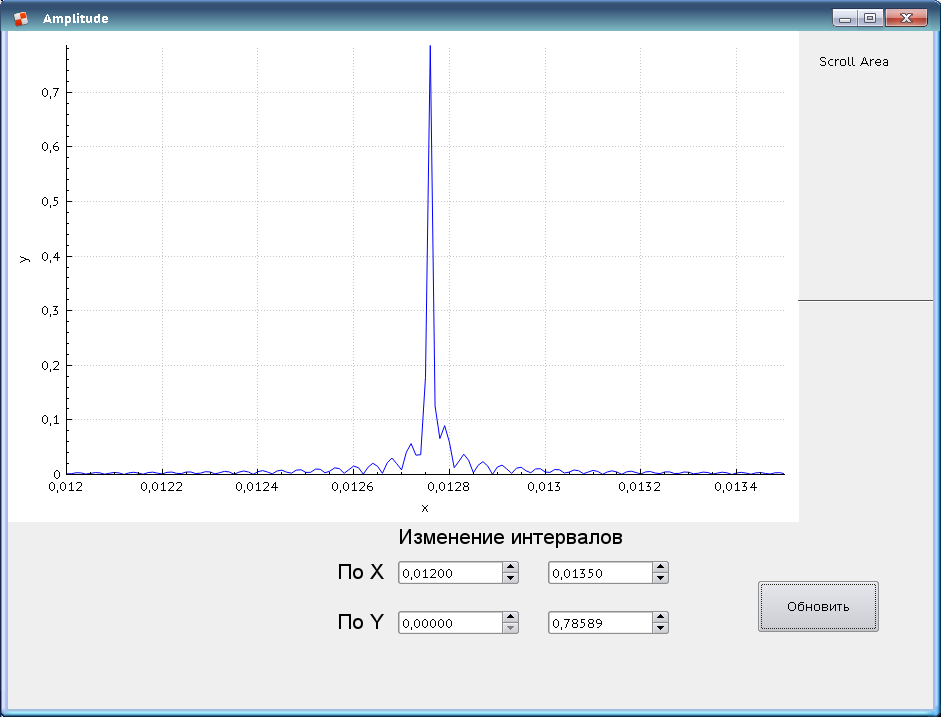 Amplitude
Scroll Area
0,7
0,6
0,5
y
0,4
0,3
0,2
0,1
0
0,012 0,0122 0,0124 0,0126 0,0128 0,013 0,0132 0,0134
x
Изменение интервалов
По X 0,01200 0,01350
Обновить
По Y 0,00000 0,78589